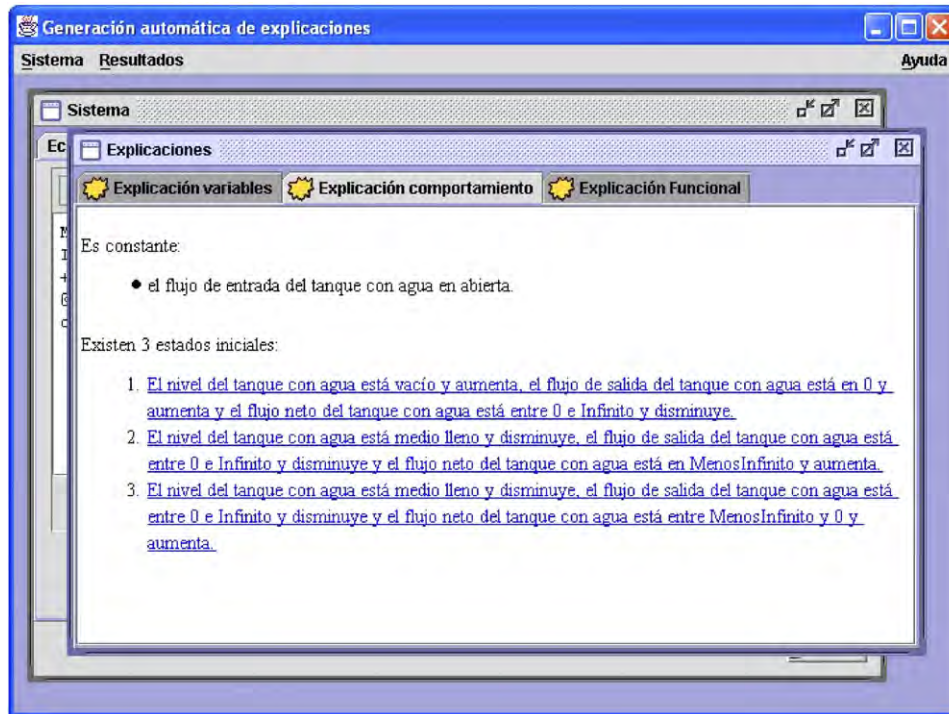 Generación automática de explicaciones
Sistema Resultados Ayuda
Sistema
Ec
Explicaciones
Explicación variables Explicación comportamiento Explicación Funcional
Es constante:
• el flujo de entrada del tanque con agua en abierta.
Existen 3 estados iniciales:
1. El nivel del tanque con agua está vacío y aumenta, el flujo de salida del tanque con agua está en 0 y
aumenta y el flujo neto del tanque con agua está entre 0 e Infinito y disminuye.
2. El nivel del tanque con agua está medio lleno y disminuye, el flujo de salida del tanque con agua está
entre 0 e Infinito y disminuye y el flujo neto del tanque con agua está en MenosInfinito y aumenta.
3. El nivel del tanque con agua está medio lleno y disminuye, el flujo de salida del tanque con agua está
entre 0 e Infinito y disminuye y el flujo neto del tanque con agua está entre MenosInfinito y 0 y
aumenta.